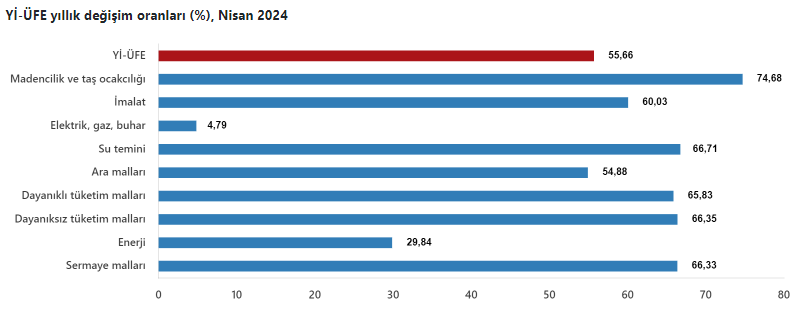 Yİ-ÜFE yıllık değişim oranları (%), Nisan 2024
Yİ-ÜFE 55,66
Madencilik ve taş ocakcılığı 74,68
İmalat 60,03
Elektrik, gaz, buhar 4,79
Su temini 66,71
Ara malları 54,88
Dayanıklı tüketim malları 65,83
Dayanıksız tüketim malları 66,35
Enerji 29,84
Sermaye malları 66,33
0 10 20 30 40 50 60 70 80